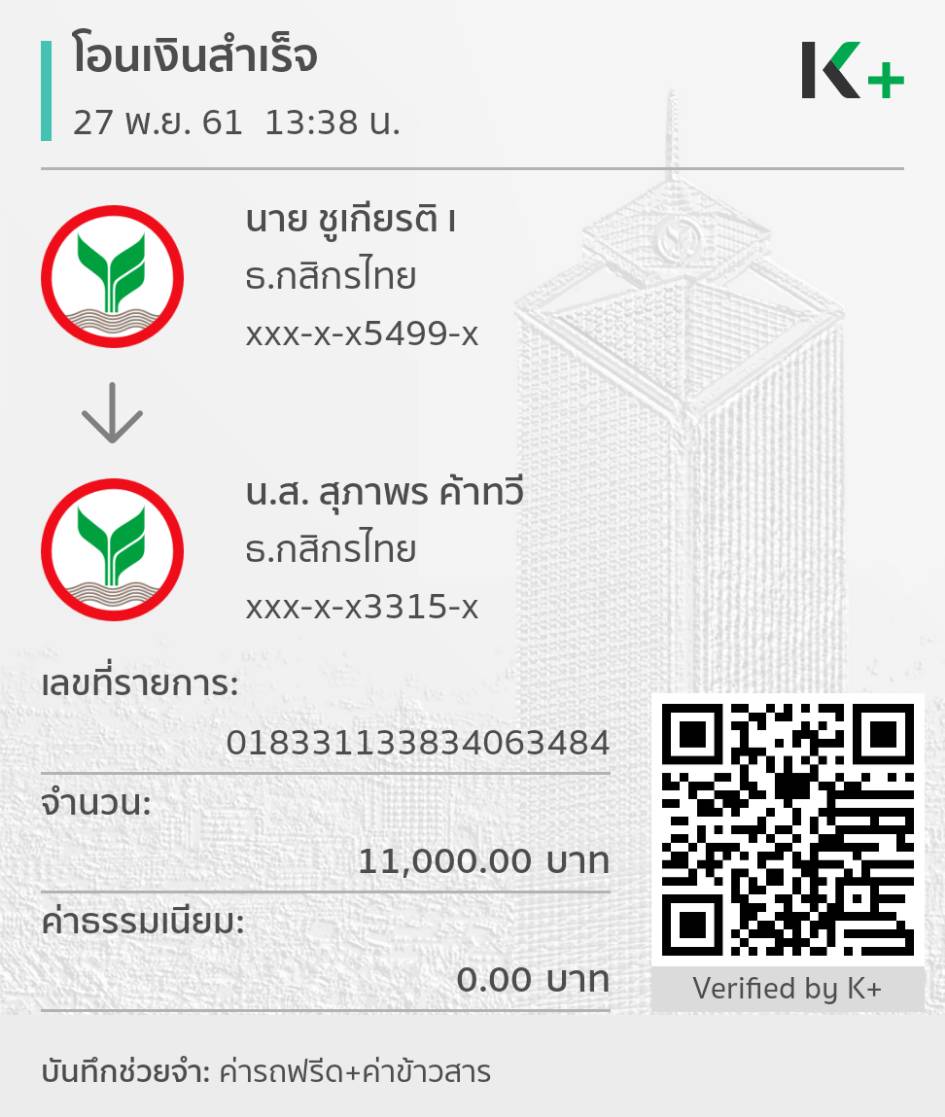 โอนเงินสำเร็จ
27 พ.ย. 61 13:38 น.
K+
นาย ชูเกียรติ เ
ธ.กสิกรไทย
xxx-x-x5499-x
น.ส. สุภาพร ค้าทวี
ธ.กสิกรไทย
xxx-x-x3315-x
เลขที่รายการ:
018331133834063484
จำนวน:
11,000.00 บาท
ค่าธรรมเนียม:
0.00 บาท
Verified by K+
บันทึกช่วยจำ: ค่ารถฟรีด+ค่าข้าวสาร